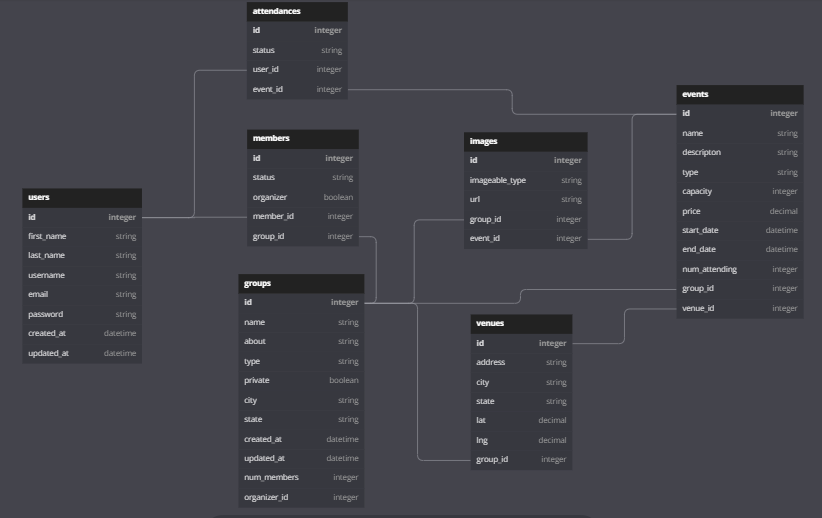 attendances
id integer
status string
user_id integer
event_id integer
members
id integer
status string
organizer boolean
member_id integer
group_id integer
images
id integer
imageable_type string
url string
group_id integer
event_id integer
events
id integer
name string
descripton string
type string
capacity integer
price decimal
start_date datetime
end_date datetime
num_attending integer
group_id integer
venue_id integer
users
id integer
first_name string
last_name string
username string
email string
password string
created_at datetime
updated_at datetime
groups
id integer
name string
about string
type string
private boolean
city string
state string
created_at datetime
updated_at datetime
num_members integer
organizer_id integer
venues
id integer
address string
city string
state string
lat decimal
lng decimal
group_id integer